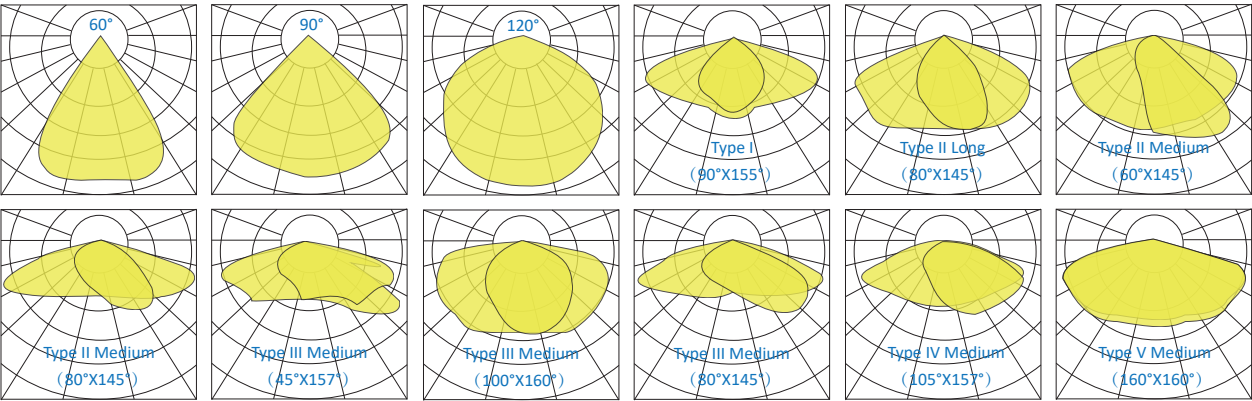 60°
90°
120°
Type I
（90°X155°）
Type II Long
（80°X145°）
Type II Medium
（60°X145°）
Type II Medium
（80°X145°）
Type III Medium
（45°X157°）
Type III Medium
（100°X160°）
Type III Medium
（80°X145°）
Type IV Medium
（105°X157°）
Type V Medium
（160°X160°）